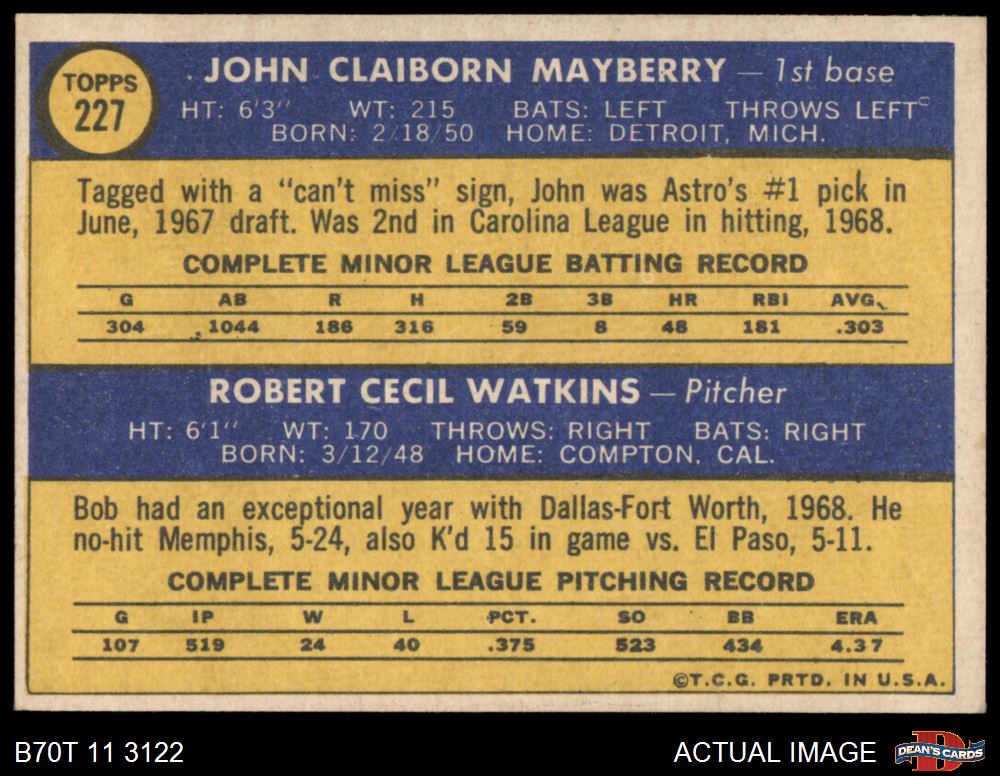 TOPPS
227
JOHN CLAIBORN MAYBERRY — 1st base
HT: 6'3" WT: 215 BATS: LEFT THROWS LEFT
BORN: 2/18/50 HOME: DETROIT, MICH.
Tagged with a "can't miss" sign, John was Astro's #1 pick in
June, 1967 draft. Was 2nd in Carolina League in hitting, 1968.
COMPLETE MINOR LEAGUE BATTING RECORD
G AB R H 2B 3B HR RBI AVG.
304 1044 186 316 59 8 48 181 .303
ROBERT CECIL WATKINS — Pitcher
HT: 6'1" WT: 170 THROWS: RIGHT BATS: RIGHT
BORN: 3/12/48 HOME: COMPTON, CAL.
Bob had an exceptional year with Dallas-Fort Worth, 1968. He
no-hit Memphis, 5-24, also K'd 15 in game vs. El Paso, 5-11.
COMPLETE MINOR LEAGUE PITCHING RECORD
G IP W L PCT. SO BB ERA
107 519 24 40 .375 523 434 4.37
©T.C.G. PRTD. IN U.S.A.
B70T 11 3122 ACTUAL IMAGE DEAN'S CARDS